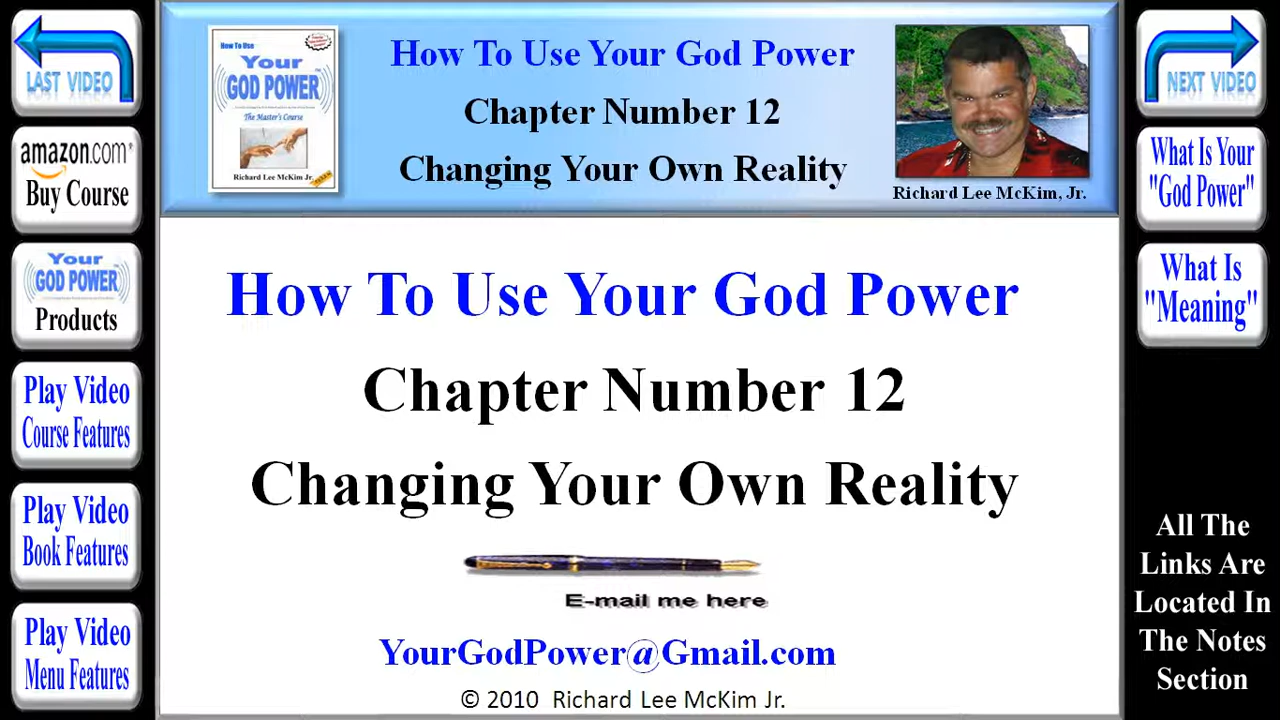 LAST VIDEO
amazon.com
Buy Course
Your
GOD POWER
Products
Play Video
Course Features
Play Video
Book Features
Play Video
Menu Features
How To Use
Your
GOD POWER
The Master's Course
Richard Lee McKim Jr.
How To Use Your God Power
Chapter Number 12
Changing Your Own Reality
Richard Lee McKim, Jr.
How To Use Your God Power
Chapter Number 12
Changing Your Own Reality
E-mail me here
YourGodPower@Gmail.com
© 2010 Richard Lee McKim Jr.
NEXT VIDEO
What Is Your
"God Power"
What Is
"Meaning"
All The
Links Are
Located In
The Notes
Section